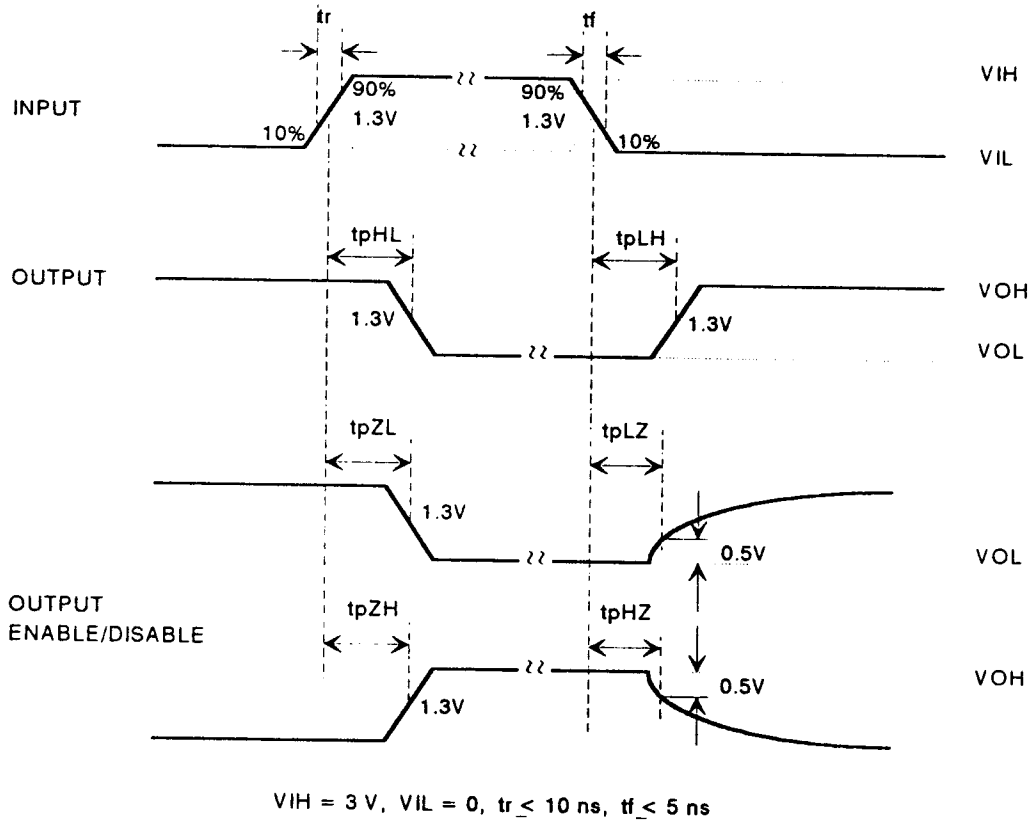 tr tf
VIH
90% 90%
INPUT
1.3V 1.3V
10% 10%
VIL
tpHL tpLH
OUTPUT
VOH
1.3V 1.3V
VOL
tpZL tpLZ
1.3V
0.5V
VOL
OUTPUT
ENABLE/DISABLE
tpZH tpHZ
VOH
0.5V
1.3V
VIH = 3 V, VIL = 0, tr ≤ 10 ns, tf ≤ 5 ns